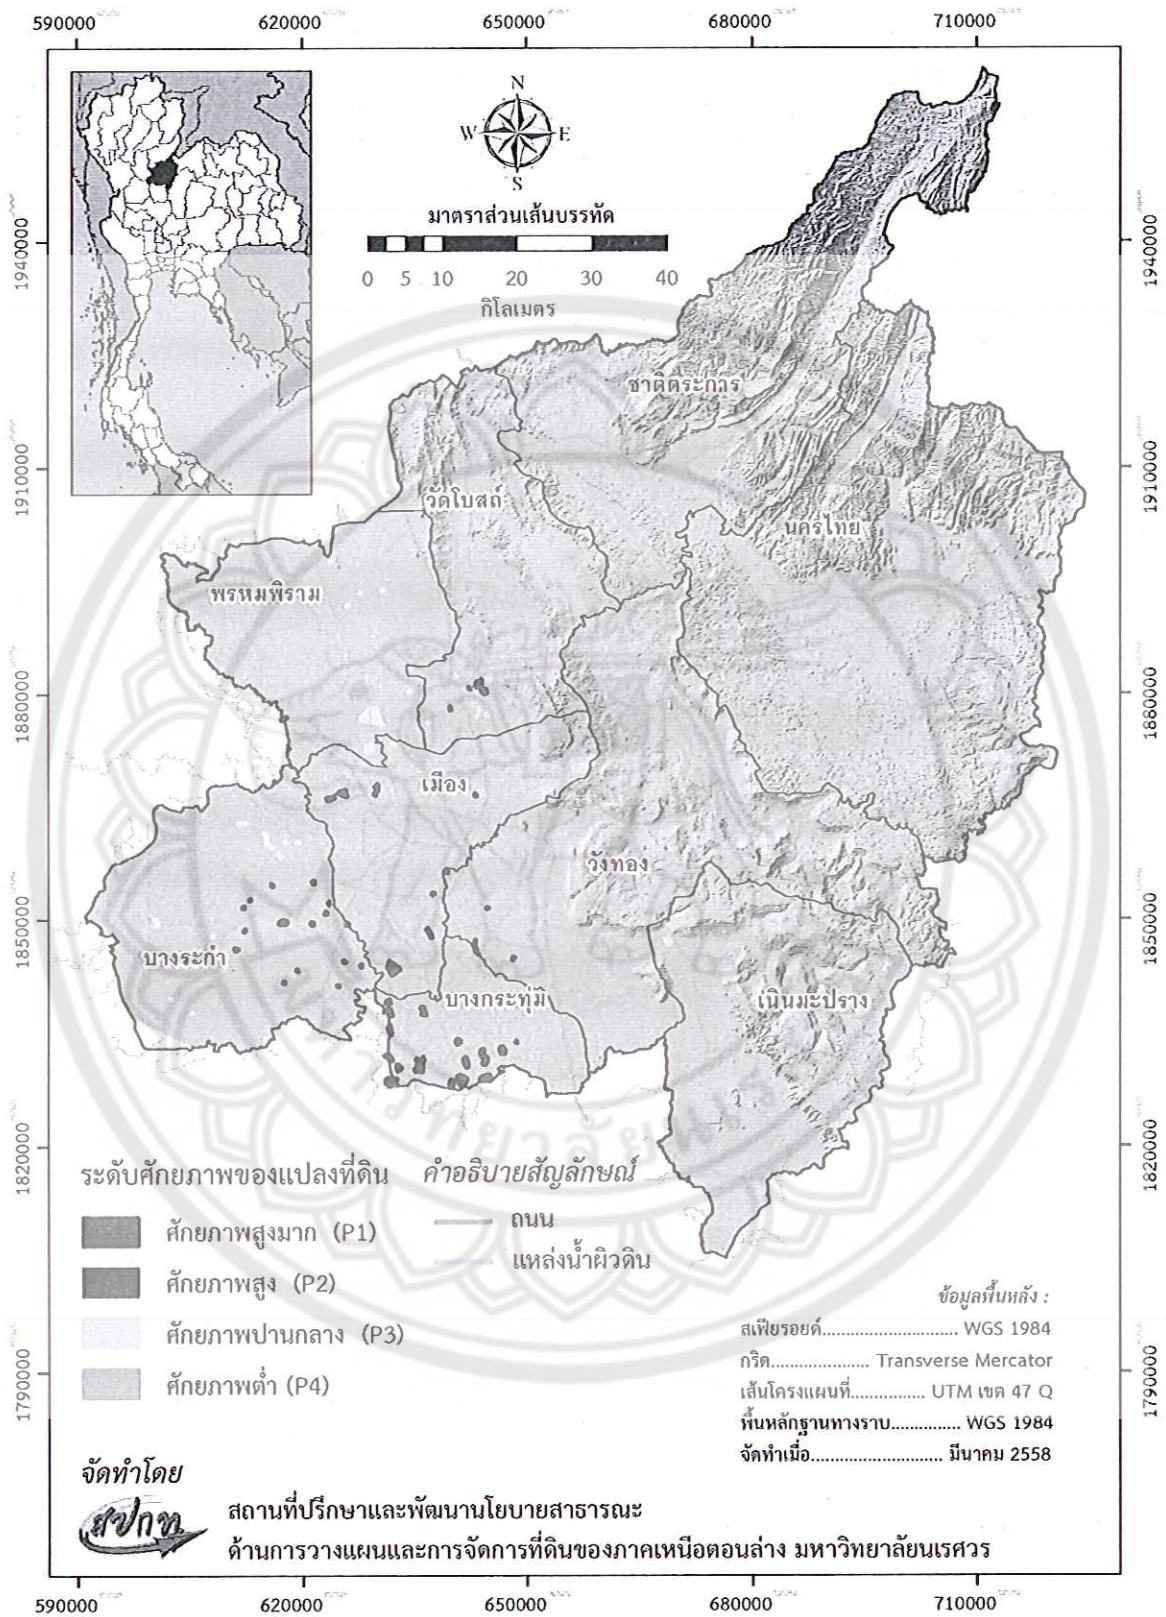 590000 620000 650000 680000 710000
N
W E
S
มาตราส่วนเส้นบรรทัด
0 5 10 20 30 40
กิโลเมตร
1940000 1940000
1910000 1910000
1880000 1880000
1850000 1850000
1820000 1820000
1790000 1790000
ชาติตระการ
วัดโบสถ์
นครไทย
พรหมพิราม
เมือง
วังทอง
บางระกำ
บางกระทุ่ม
เนินมะปราง
ระดับศักยภาพของแปลงที่ดิน
ศักยภาพสูงมาก (P1)
ศักยภาพสูง (P2)
ศักยภาพปานกลาง (P3)
ศักยภาพต่ำ (P4)
คำอธิบายสัญลักษณ์
ถนน
แหล่งน้ำผิวดิน
ข้อมูลพื้นหลัง :
สเฟียรอยด์............................ WGS 1984
กริด.................... Transverse Mercator
เส้นโครงแผนที่............... UTM เขต 47 Q
พื้นหลักฐานทางราบ.............. WGS 1984
จัดทำเมื่อ........................... มีนาคม 2558
จัดทำโดย
สปกท
สถานที่ปรึกษาและพัฒนานโยบายสาธารณะ
ด้านการวางแผนและการจัดการที่ดินของภาคเหนือตอนล่าง มหาวิทยาลัยนเรศวร
590000 620000 650000 680000 710000